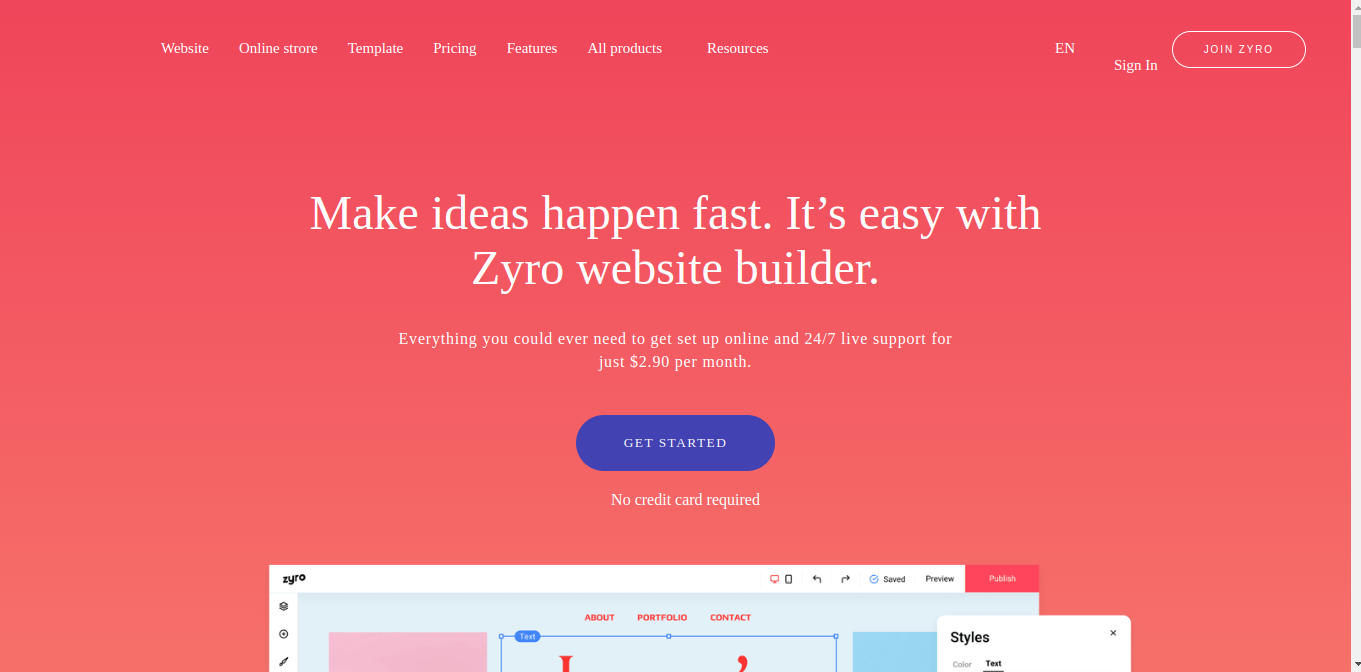 Website Online strore Template Pricing Features All products Resources EN Sign In JOIN ZYRO
Make ideas happen fast. It’s easy with
Zyro website builder.
Everything you could ever need to get set up online and 24/7 live support for
just $2.90 per month.
GET STARTED
No credit card required
zyro Saved Preview Publish
ABOUT PORTFOLIO CONTACT
Text
Styles
Color Text